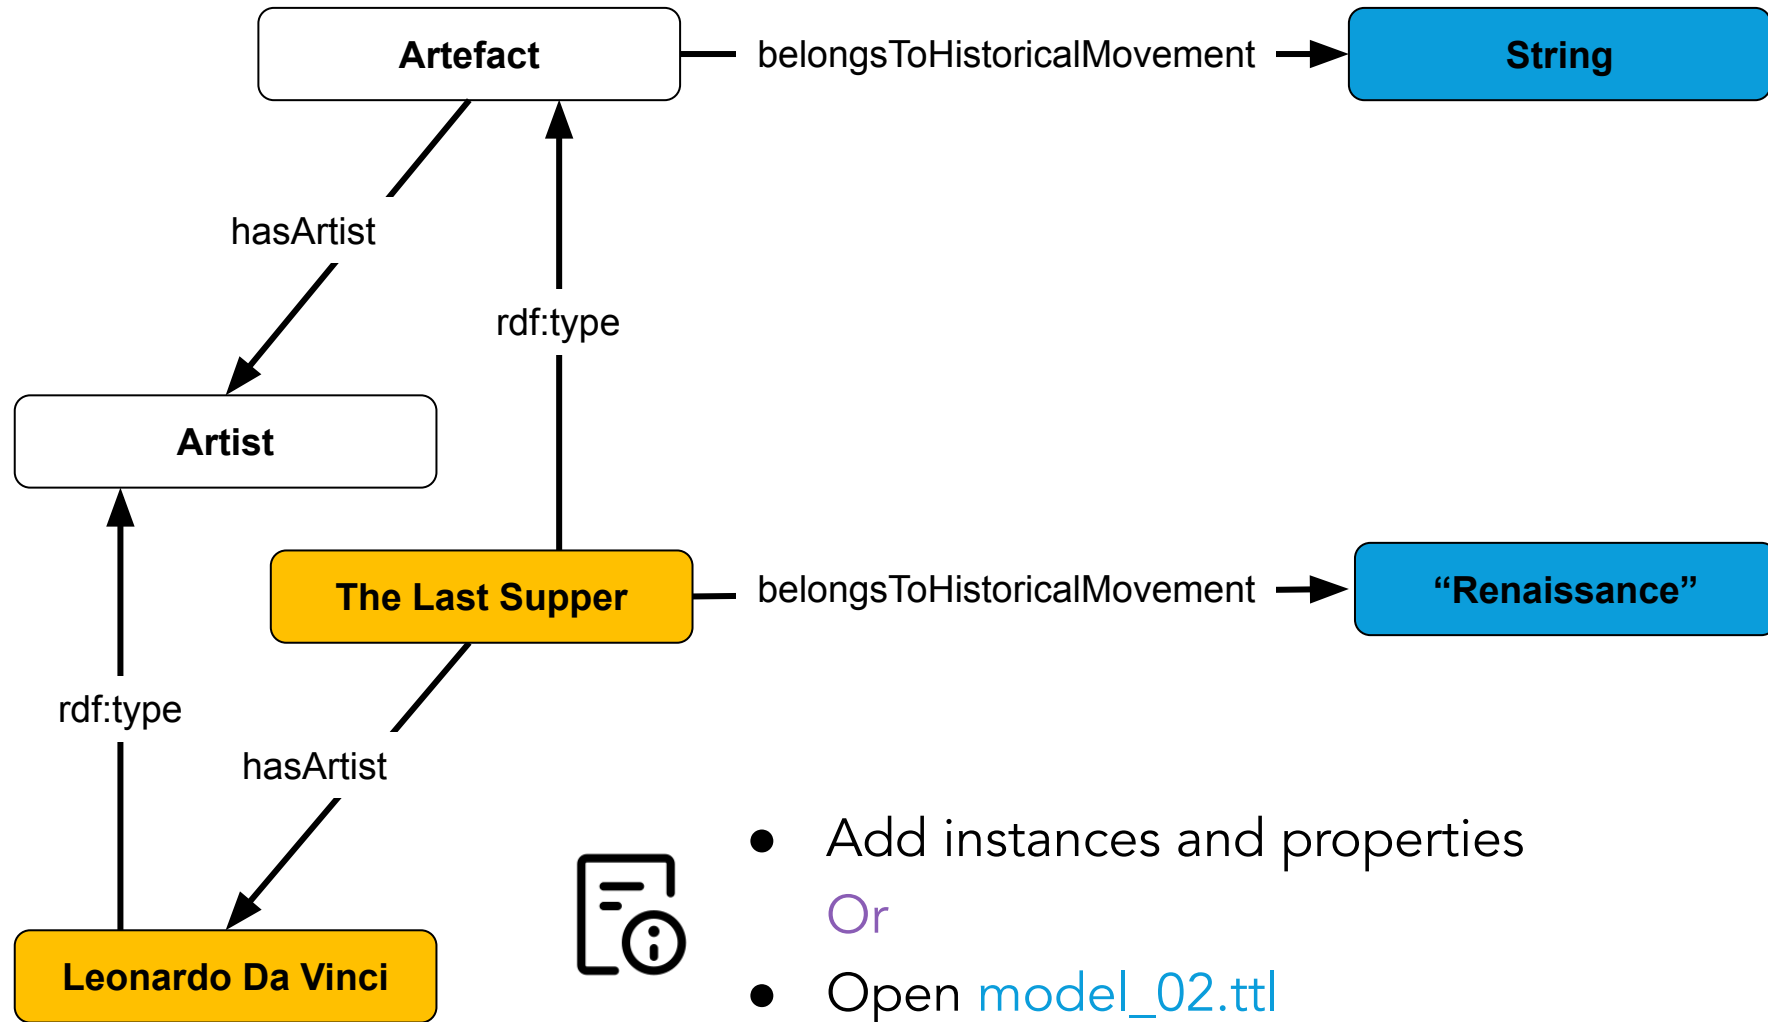 Artefact
belongsToHistoricalMovement
String
hasArtist
rdf:type
Artist
The Last Supper
belongsToHistoricalMovement
“Renaissance”
rdf:type
hasArtist
● Add instances and properties
Or
● Open model_02.ttl
Leonardo Da Vinci